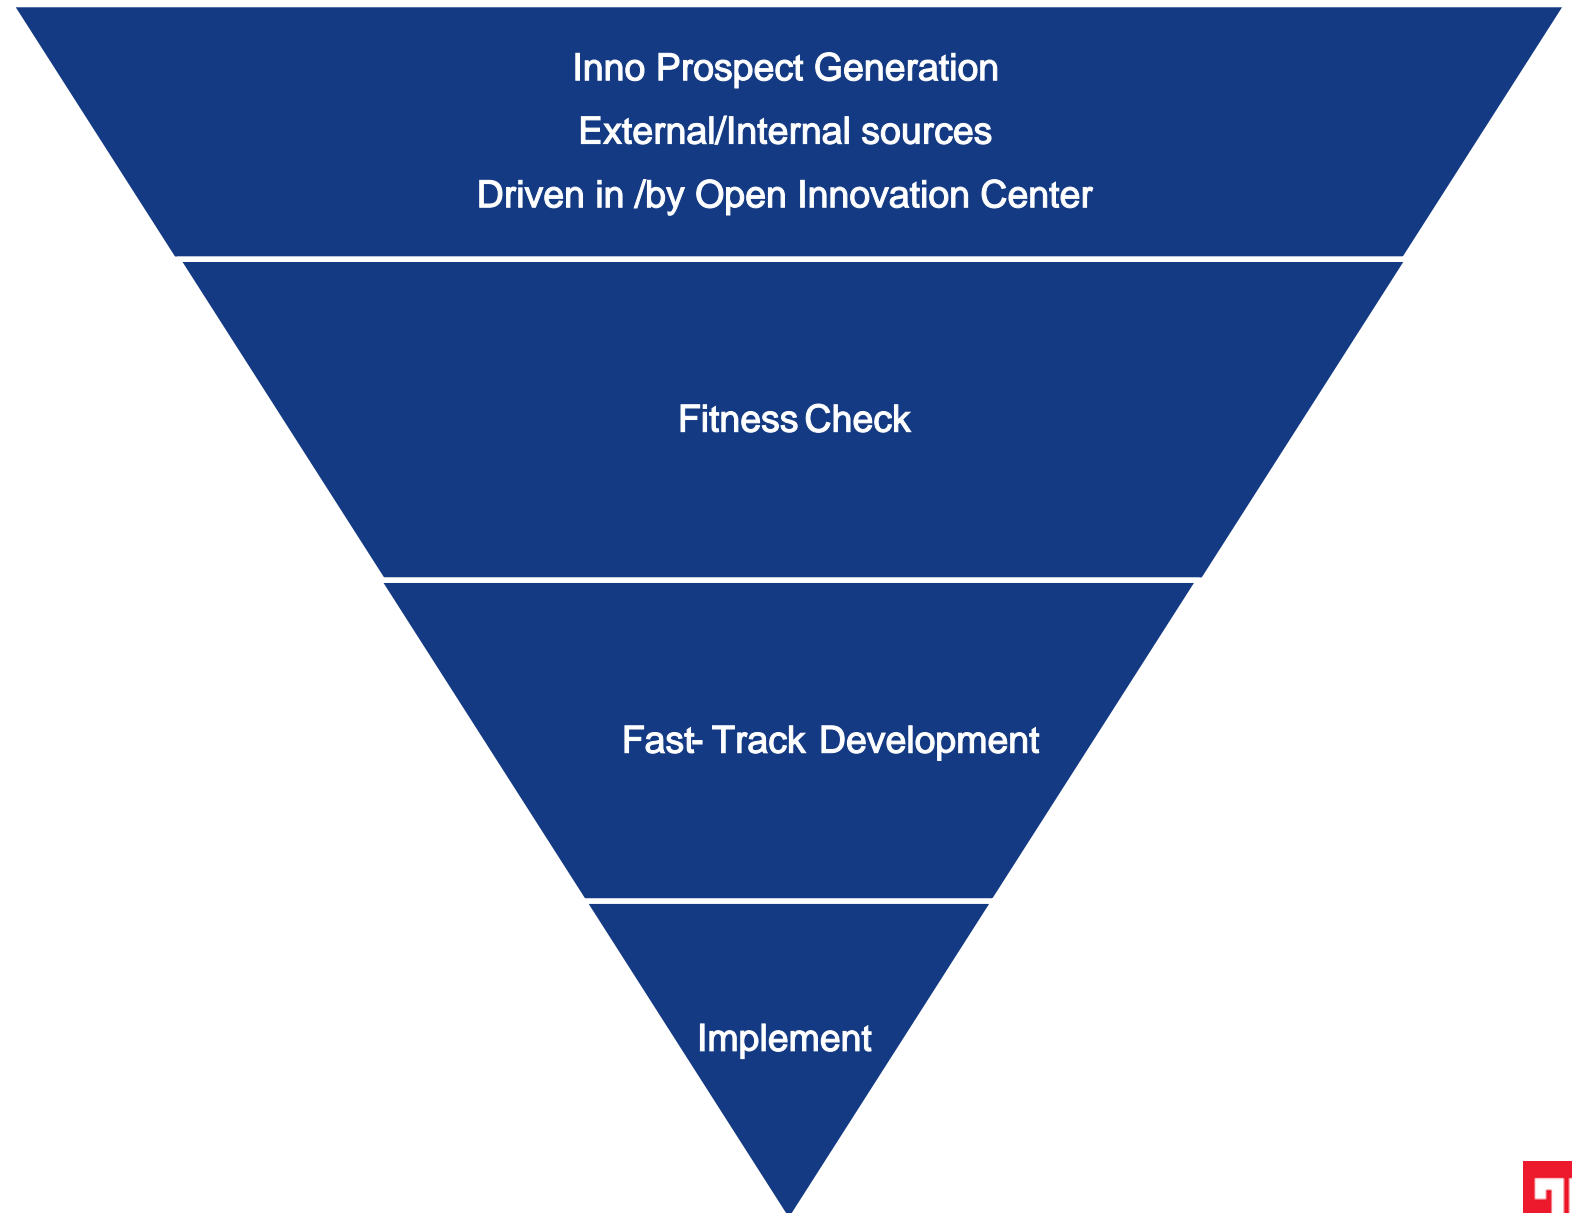 Inno Prospect Generation
External/Internal sources
Driven in /by Open Innovation Center
Fitness Check
Fast- Track Development
Implement